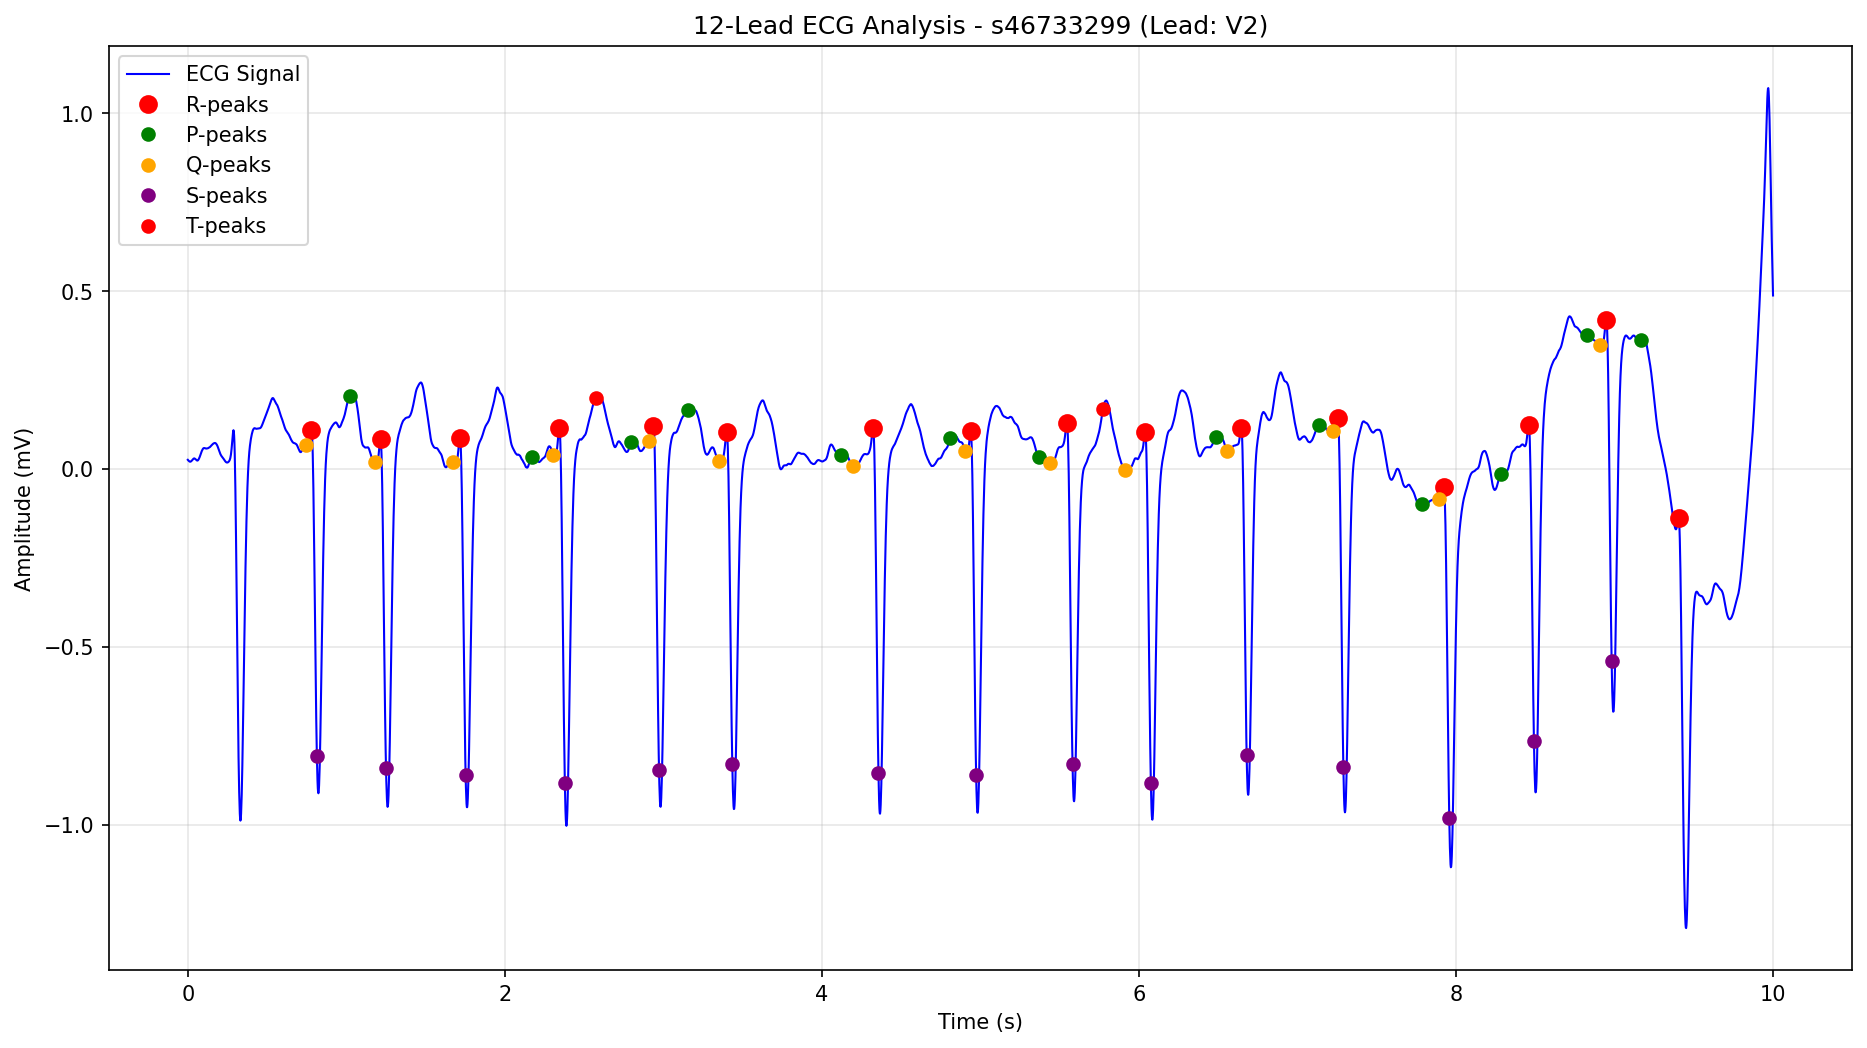 12-Lead ECG Analysis - s46733299 (Lead: V2)
ECG Signal
R-peaks
P-peaks
Q-peaks
S-peaks
T-peaks
Amplitude (mV)
1.0
0.5
0.0
−0.5
−1.0
0 2 4 6 8 10
Time (s)